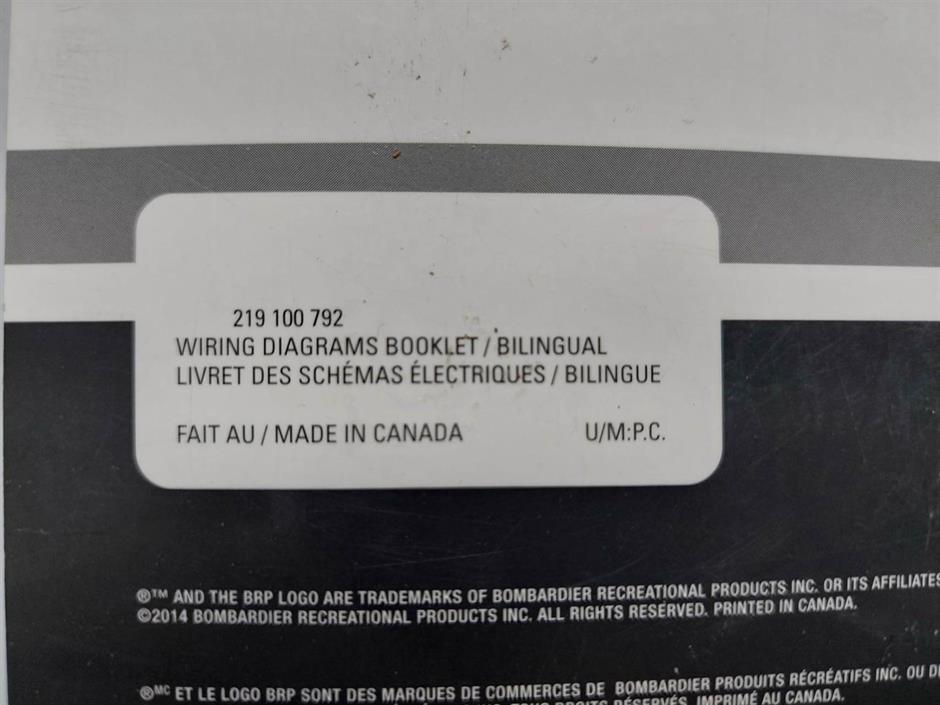 219 100 792
WIRING DIAGRAMS BOOKLET / BILINGUAL
LIVRET DES SCHÉMAS ÉLECTRIQUES / BILINGUE
FAIT AU / MADE IN CANADA U/M:P.C.
®™ AND THE BRP LOGO ARE TRADEMARKS OF BOMBARDIER RECREATIONAL PRODUCTS INC. OR ITS AFFILIATES
©2014 BOMBARDIER RECREATIONAL PRODUCTS INC. ALL RIGHTS RESERVED. PRINTED IN CANADA.
®MC ET LE LOGO BRP SONT DES MARQUES DE COMMERCES DE BOMBARDIER PRODUITS RÉCRÉATIFS INC. OU
TOUS DROITS RÉSERVÉS. IMPRIMÉ AU CANADA.